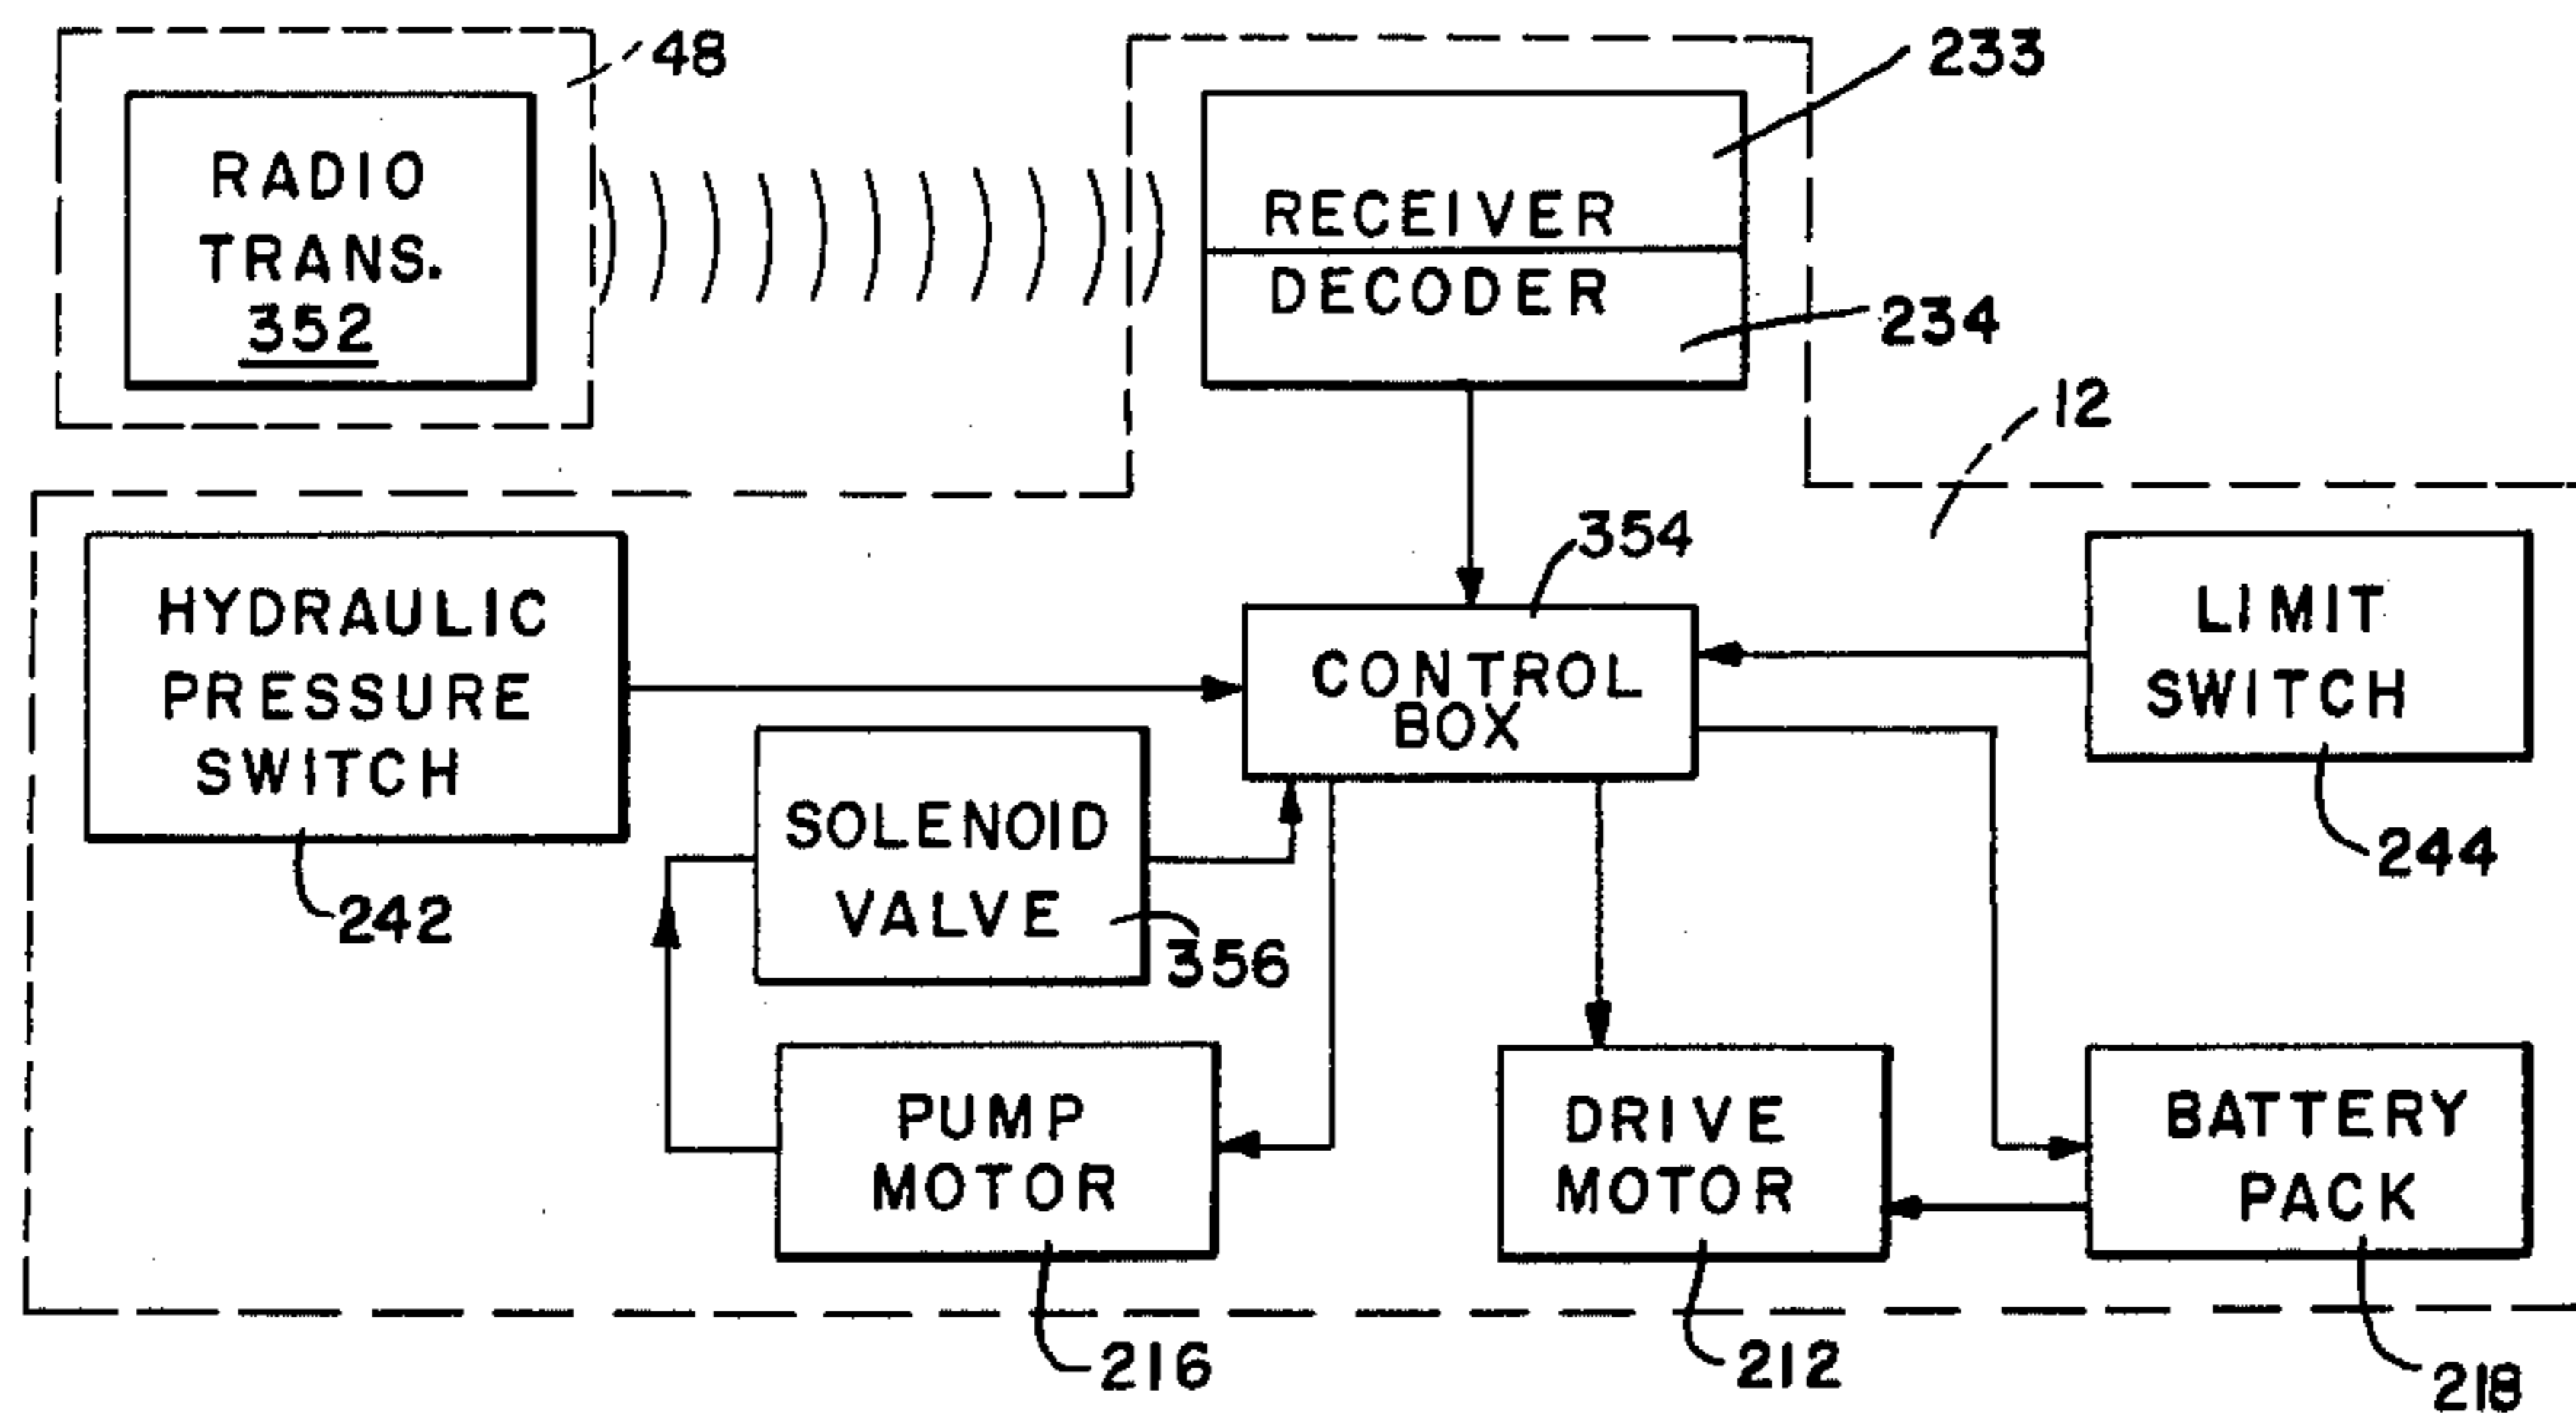 48
RADIO
TRANS.
352
233
RECEIVER
DECODER
234
12
HYDRAULIC
PRESSURE
SWITCH
242
354
CONTROL
BOX
LIMIT
SWITCH
244
SOLENOID
VALVE
356
PUMP
MOTOR
216
DRIVE
MOTOR
212
BATTERY
PACK
218